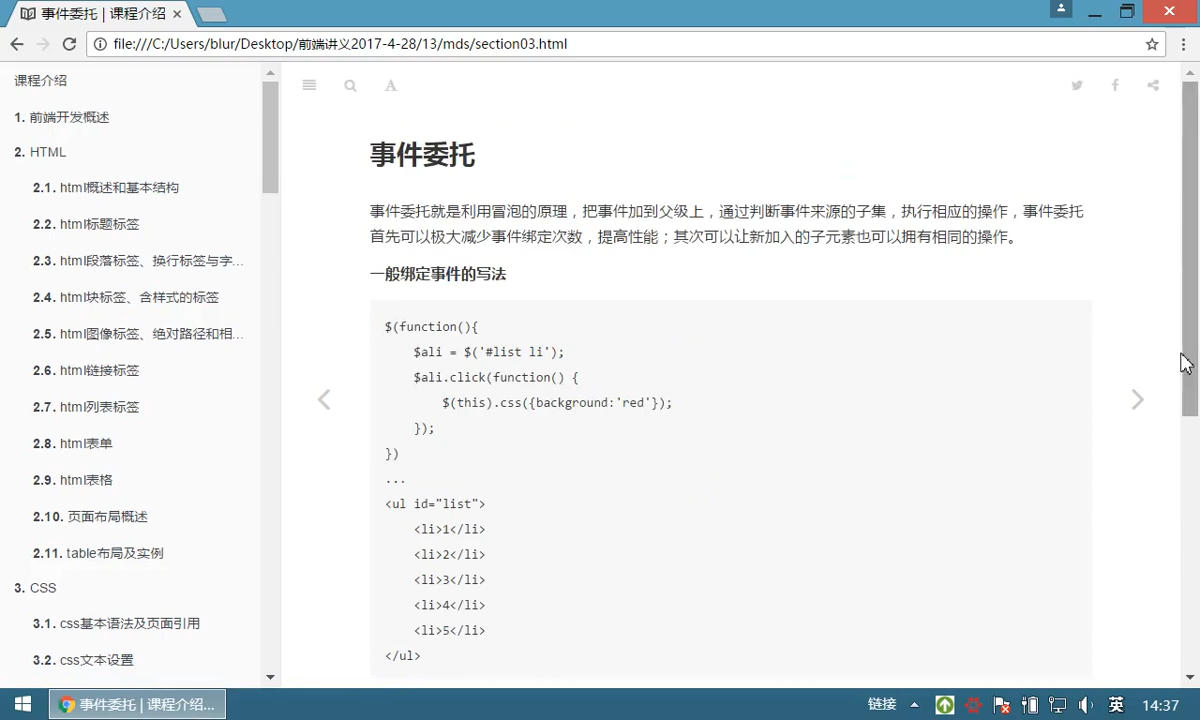 事件委托 | 课程介绍
file:///C:/Users/blur/Desktop/前端讲义2017-4-28/13/mds/section03.html
课程介绍
1. 前端开发概述
2. HTML
2.1. html概述和基本结构
2.2. html标题标签
2.3. html段落标签、换行标签与字...
2.4. html块标签、含样式的标签
2.5. html图像标签、绝对路径和相...
2.6. html链接标签
2.7. html列表标签
2.8. html表单
2.9. html表格
2.10. 页面布局概述
2.11. table布局及实例
3. CSS
3.1. css基本语法及页面引用
3.2. css文本设置
A
事件委托
事件委托就是利用冒泡的原理，把事件加到父级上，通过判断事件来源的子集，执行相应的操作，事件委托
首先可以极大减少事件绑定次数，提高性能；其次可以让新加入的子元素也可以拥有相同的操作。
一般绑定事件的写法
$(function(){
    $ali = $('#list li');
    $ali.click(function() {
        $(this).css({background:'red'});
    });
})
...
<ul id="list">
    <li>1</li>
    <li>2</li>
    <li>3</li>
    <li>4</li>
    <li>5</li>
</ul>
事件委托 | 课程介绍...
链接
英
14:37